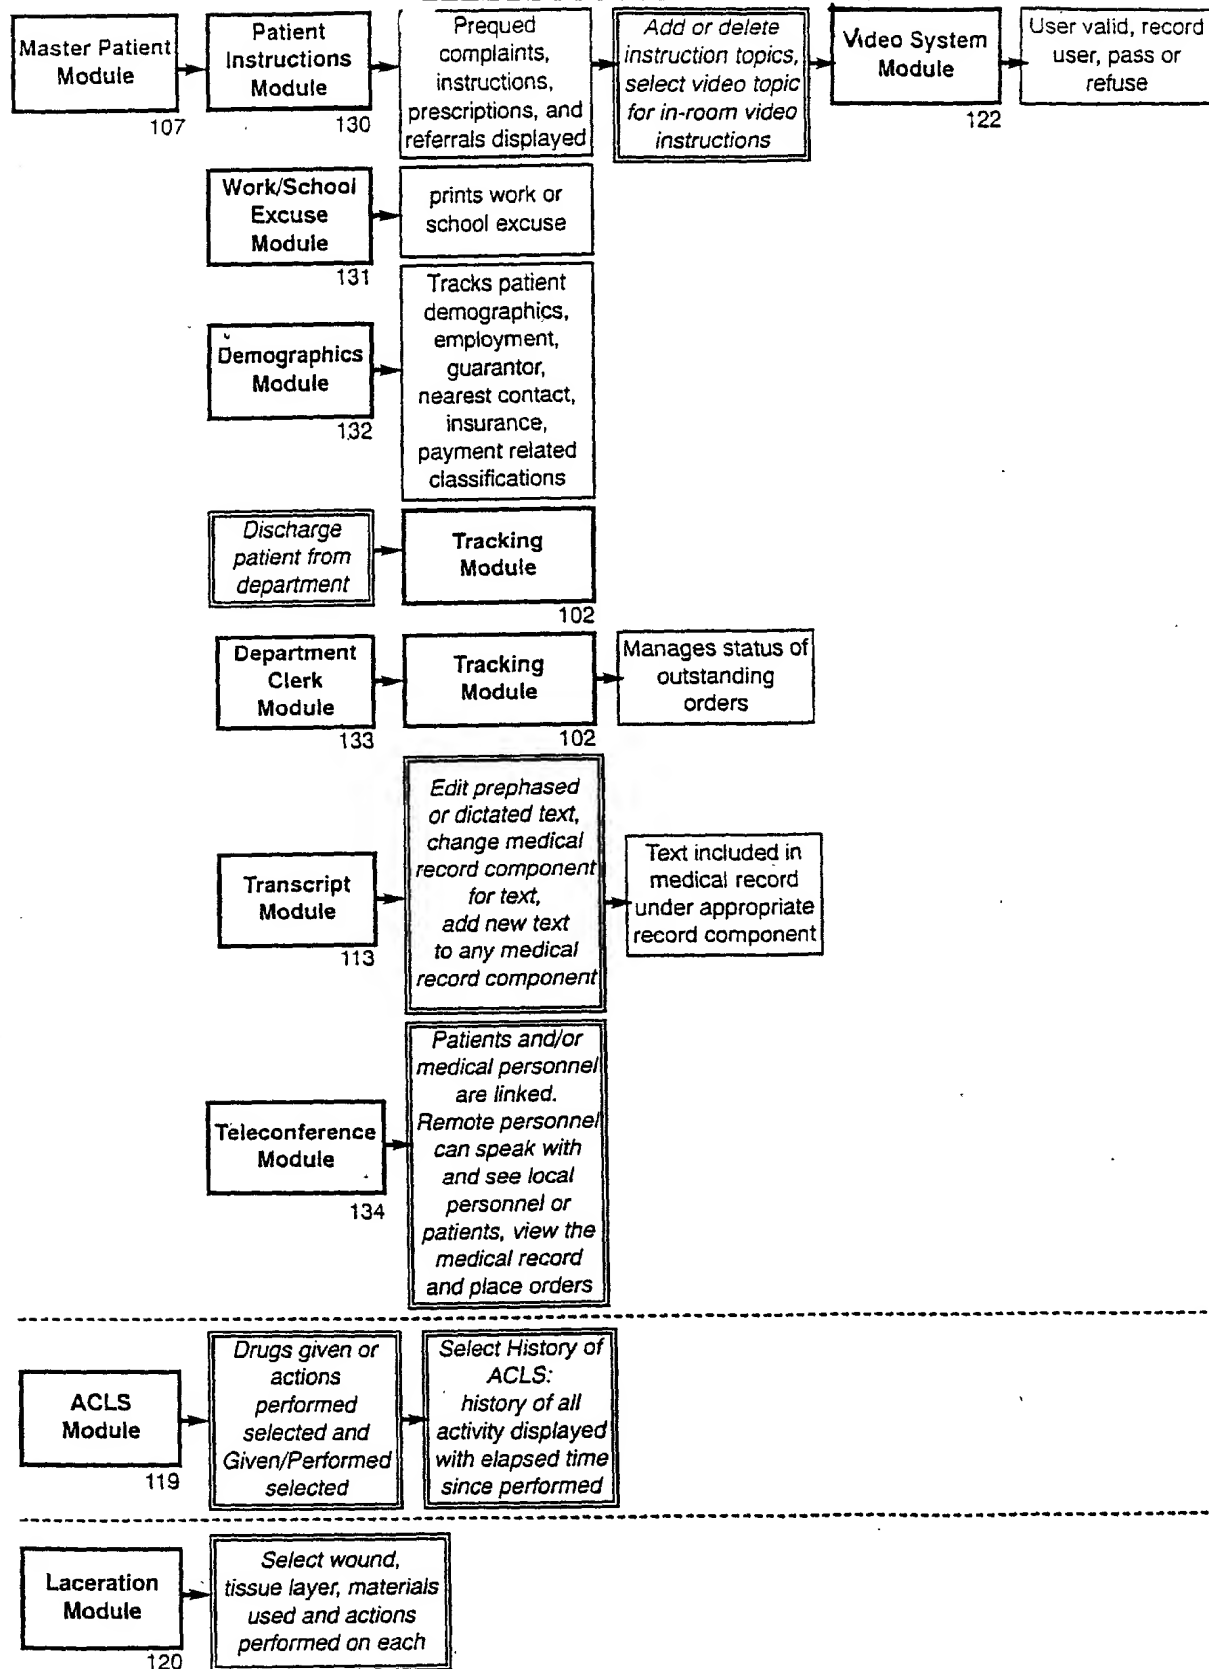 Master Patient
Module
107
Patient
Instructions
Module
130
Prequed
complaints,
instructions,
prescriptions, and
referrals displayed
Add or delete
instruction topics,
select video topic
for in-room video
instructions
Video System
Module
122
User valid, record
user, pass or
refuse
Work/School
Excuse
Module
131
prints work or
school excuse
Demographics
Module
132
Tracks patient
demographics,
employment,
guarantor,
nearest contact,
insurance,
payment related
classifications
Discharge
patient from
department
Tracking
Module
102
Department
Clerk
Module
133
Tracking
Module
102
Manages status of
outstanding
orders
Transcript
Module
113
Edit prephased
or dictated text,
change medical
record component
for text,
add new text
to any medical
record component
Text included in
medical record
under appropriate
record component
Teleconference
Module
134
Patients and/or
medical personnel
are linked.
Remote personnel
can speak with
and see local
personnel or
patients, view the
medical record
and place orders
ACLS
Module
119
Drugs given or
actions
performed
selected and
Given/Performed
selected
Select History of
ACLS:
history of all
activity displayed
with elapsed time
since performed
Laceration
Module
120
Select wound,
tissue layer, materials
used and actions
performed on each